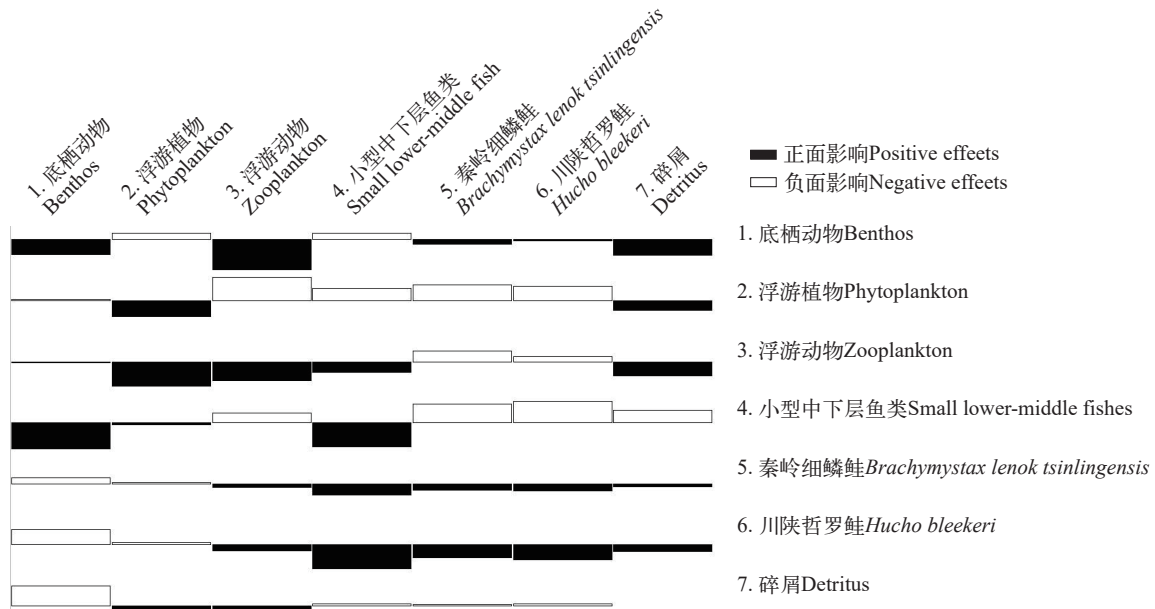 1. 底栖动物
Benthos
2. 浮游植物
Phytoplankton
3. 浮游动物
Zooplankton
4. 小型中下层鱼类
Small lower-middle fish
5. 秦岭细鳞鲑
Brachymystax lenok tsinlingensis
6. 川陕哲罗鲑
Hucho bleekeri
7. 碎屑
Detritus
正面影响Positive effeets
负面影响Negative effeets
1. 底栖动物Benthos
2. 浮游植物Phytoplankton
3. 浮游动物Zooplankton
4. 小型中下层鱼类Small lower-middle fishes
5. 秦岭细鳞鲑Brachymystax lenok tsinlingensis
6. 川陕哲罗鲑Hucho bleekeri
7. 碎屑Detritus